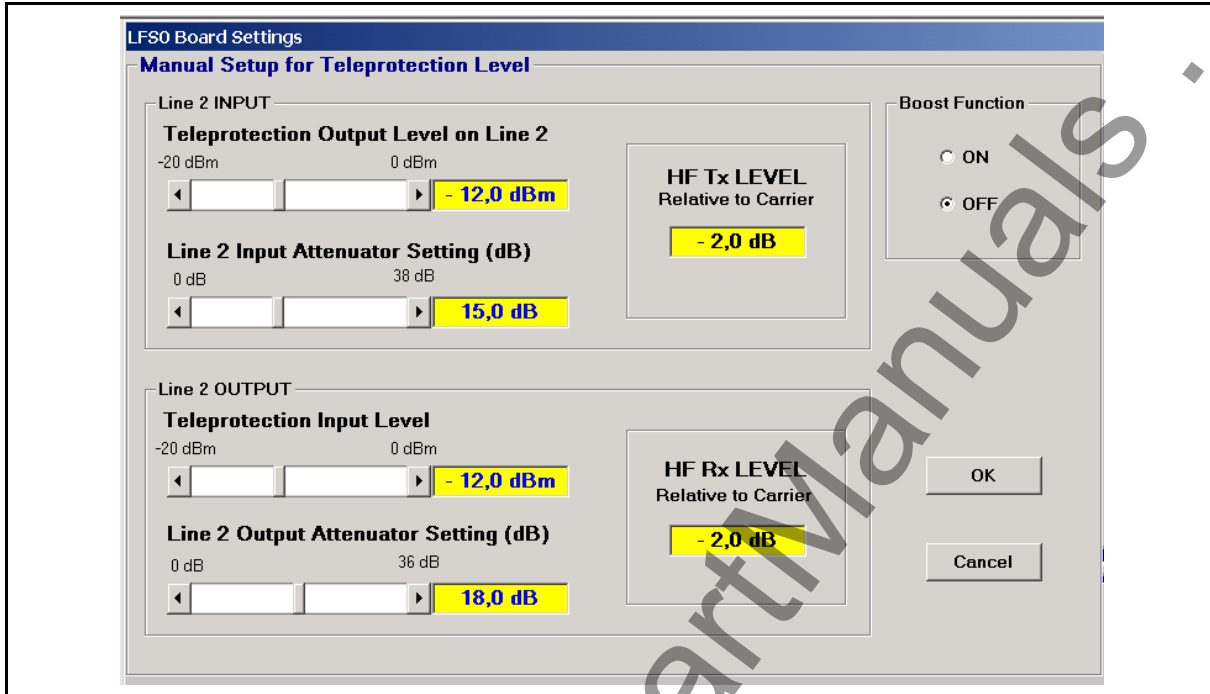 LFS0 Board Settings
Manual Setup for Teleprotection Level
Line 2 INPUT
Teleprotection Output Level on Line 2
-20 dBm 0 dBm
- 12,0 dBm
Line 2 Input Attenuator Setting (dB)
0 dB 38 dB
15,0 dB
HF Tx LEVEL
Relative to Carrier
- 2,0 dB
Boost Function
ON
OFF
Line 2 OUTPUT
Teleprotection Input Level
-20 dBm 0 dBm
- 12,0 dBm
Line 2 Output Attenuator Setting (dB)
0 dB 36 dB
18,0 dB
HF Rx LEVEL
Relative to Carrier
- 2,0 dB
OK
Cancel
artManuals